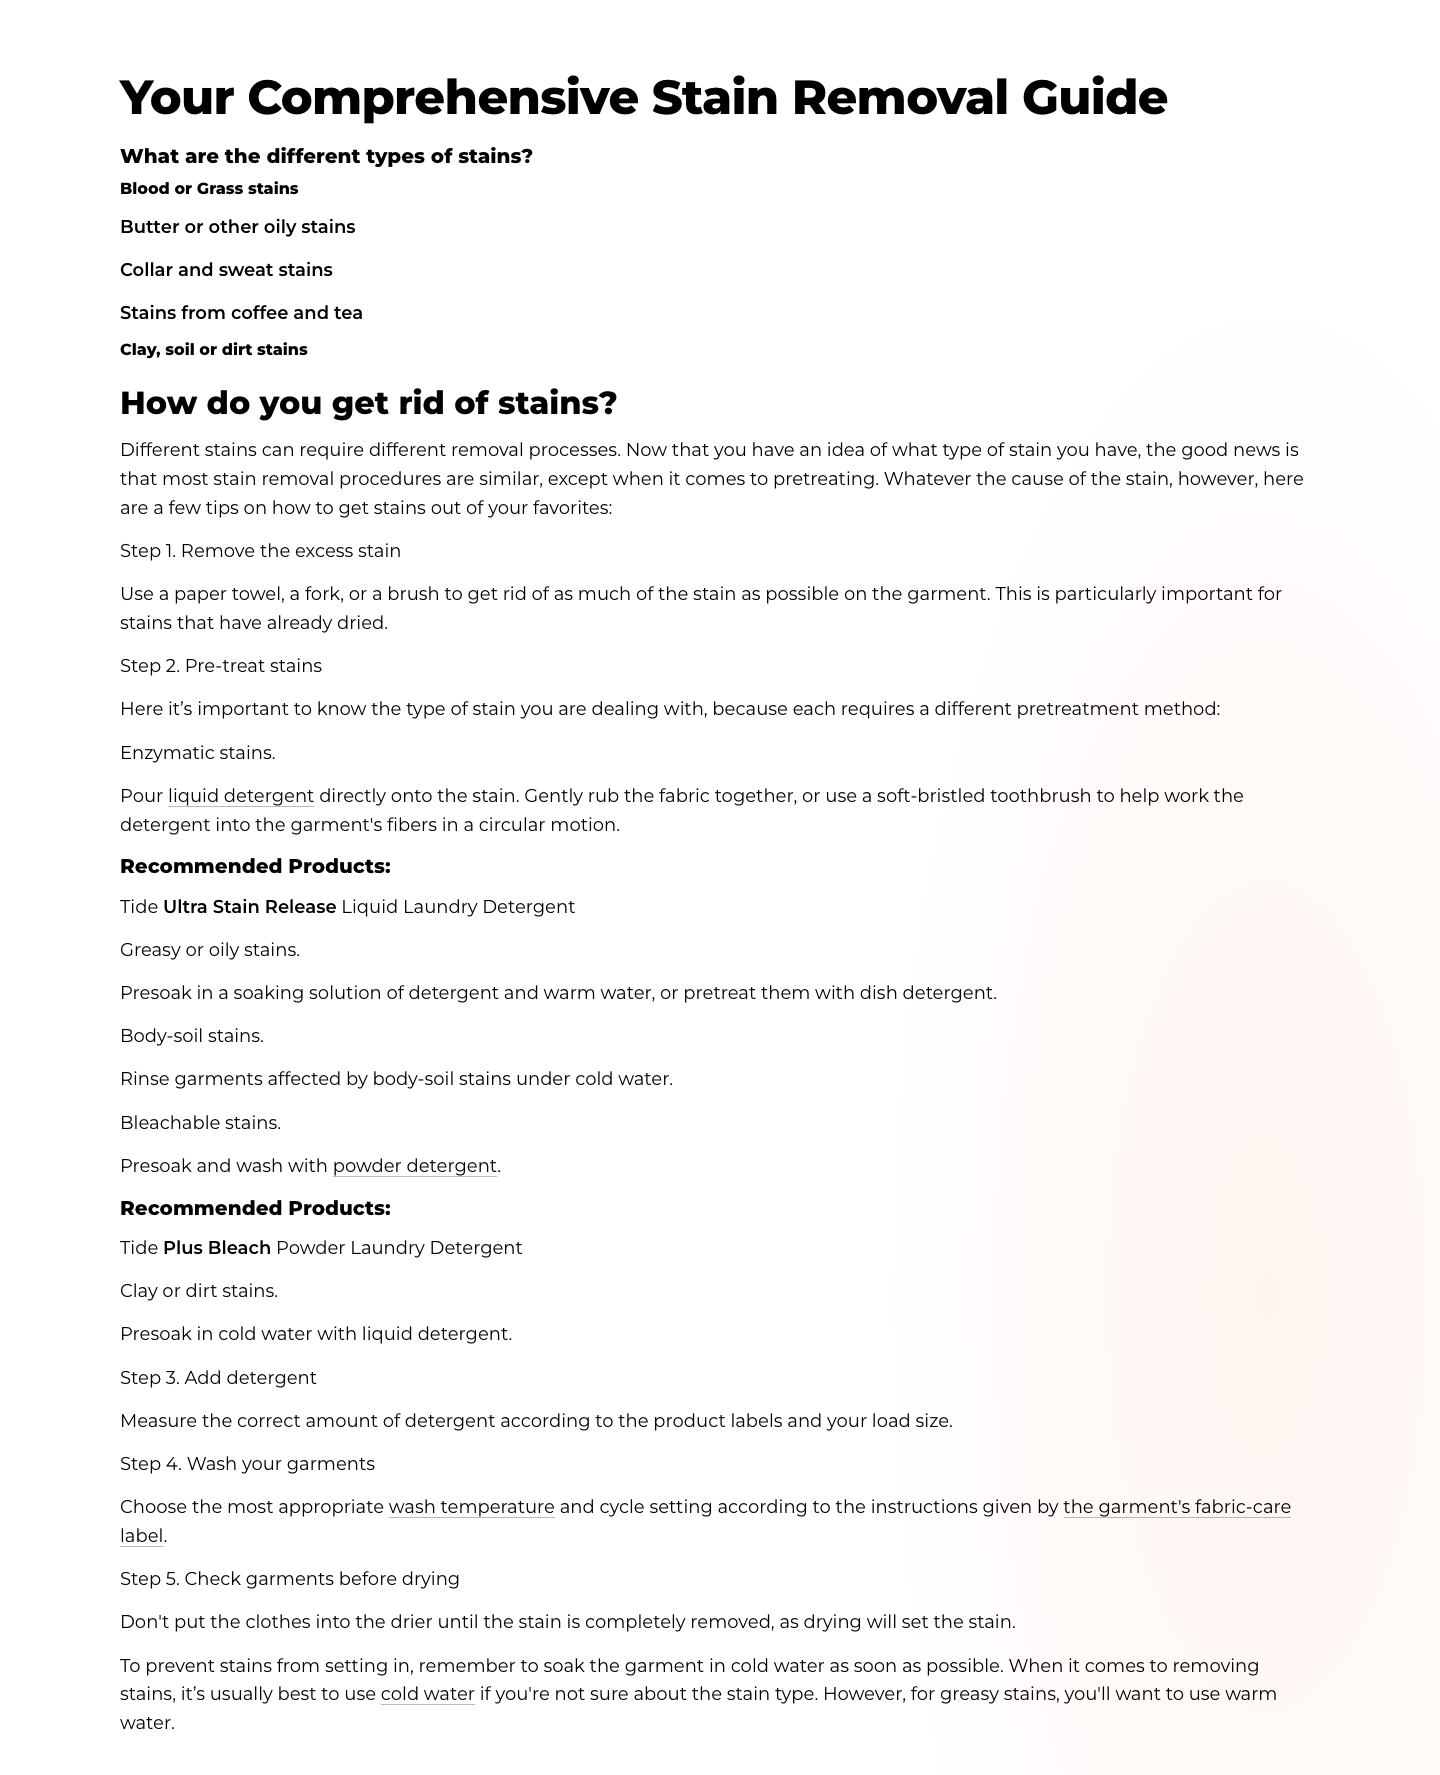 Your Comprehensive Stain Removal Guide
What are the different types of stains?
Blood or Grass stains
Butter or other oily stains
Collar and sweat stains
Stains from coffee and tea
Clay, soil or dirt stains
How do you get rid of stains?
Different stains can require different removal processes. Now that you have an idea of what type of stain you have, the good news is
that most stain removal procedures are similar, except when it comes to pretreating. Whatever the cause of the stain, however, here
are a few tips on how to get stains out of your favorites:
Step 1. Remove the excess stain
Use a paper towel, a fork, or a brush to get rid of as much of the stain as possible on the garment. This is particularly important for
stains that have already dried.
Step 2. Pre-treat stains
Here it’s important to know the type of stain you are dealing with, because each requires a different pretreatment method:
Enzymatic stains.
Pour liquid detergent directly onto the stain. Gently rub the fabric together, or use a soft-bristled toothbrush to help work the
detergent into the garment's fibers in a circular motion.
Recommended Products:
Tide Ultra Stain Release Liquid Laundry Detergent
Greasy or oily stains.
Presoak in a soaking solution of detergent and warm water, or pretreat them with dish detergent.
Body-soil stains.
Rinse garments affected by body-soil stains under cold water.
Bleachable stains.
Presoak and wash with powder detergent.
Recommended Products:
Tide Plus Bleach Powder Laundry Detergent
Clay or dirt stains.
Presoak in cold water with liquid detergent.
Step 3. Add detergent
Measure the correct amount of detergent according to the product labels and your load size.
Step 4. Wash your garments
Choose the most appropriate wash temperature and cycle setting according to the instructions given by the garment's fabric-care
label.
Step 5. Check garments before drying
Don't put the clothes into the drier until the stain is completely removed, as drying will set the stain.
To prevent stains from setting in, remember to soak the garment in cold water as soon as possible. When it comes to removing
stains, it’s usually best to use cold water if you're not sure about the stain type. However, for greasy stains, you'll want to use warm
water.